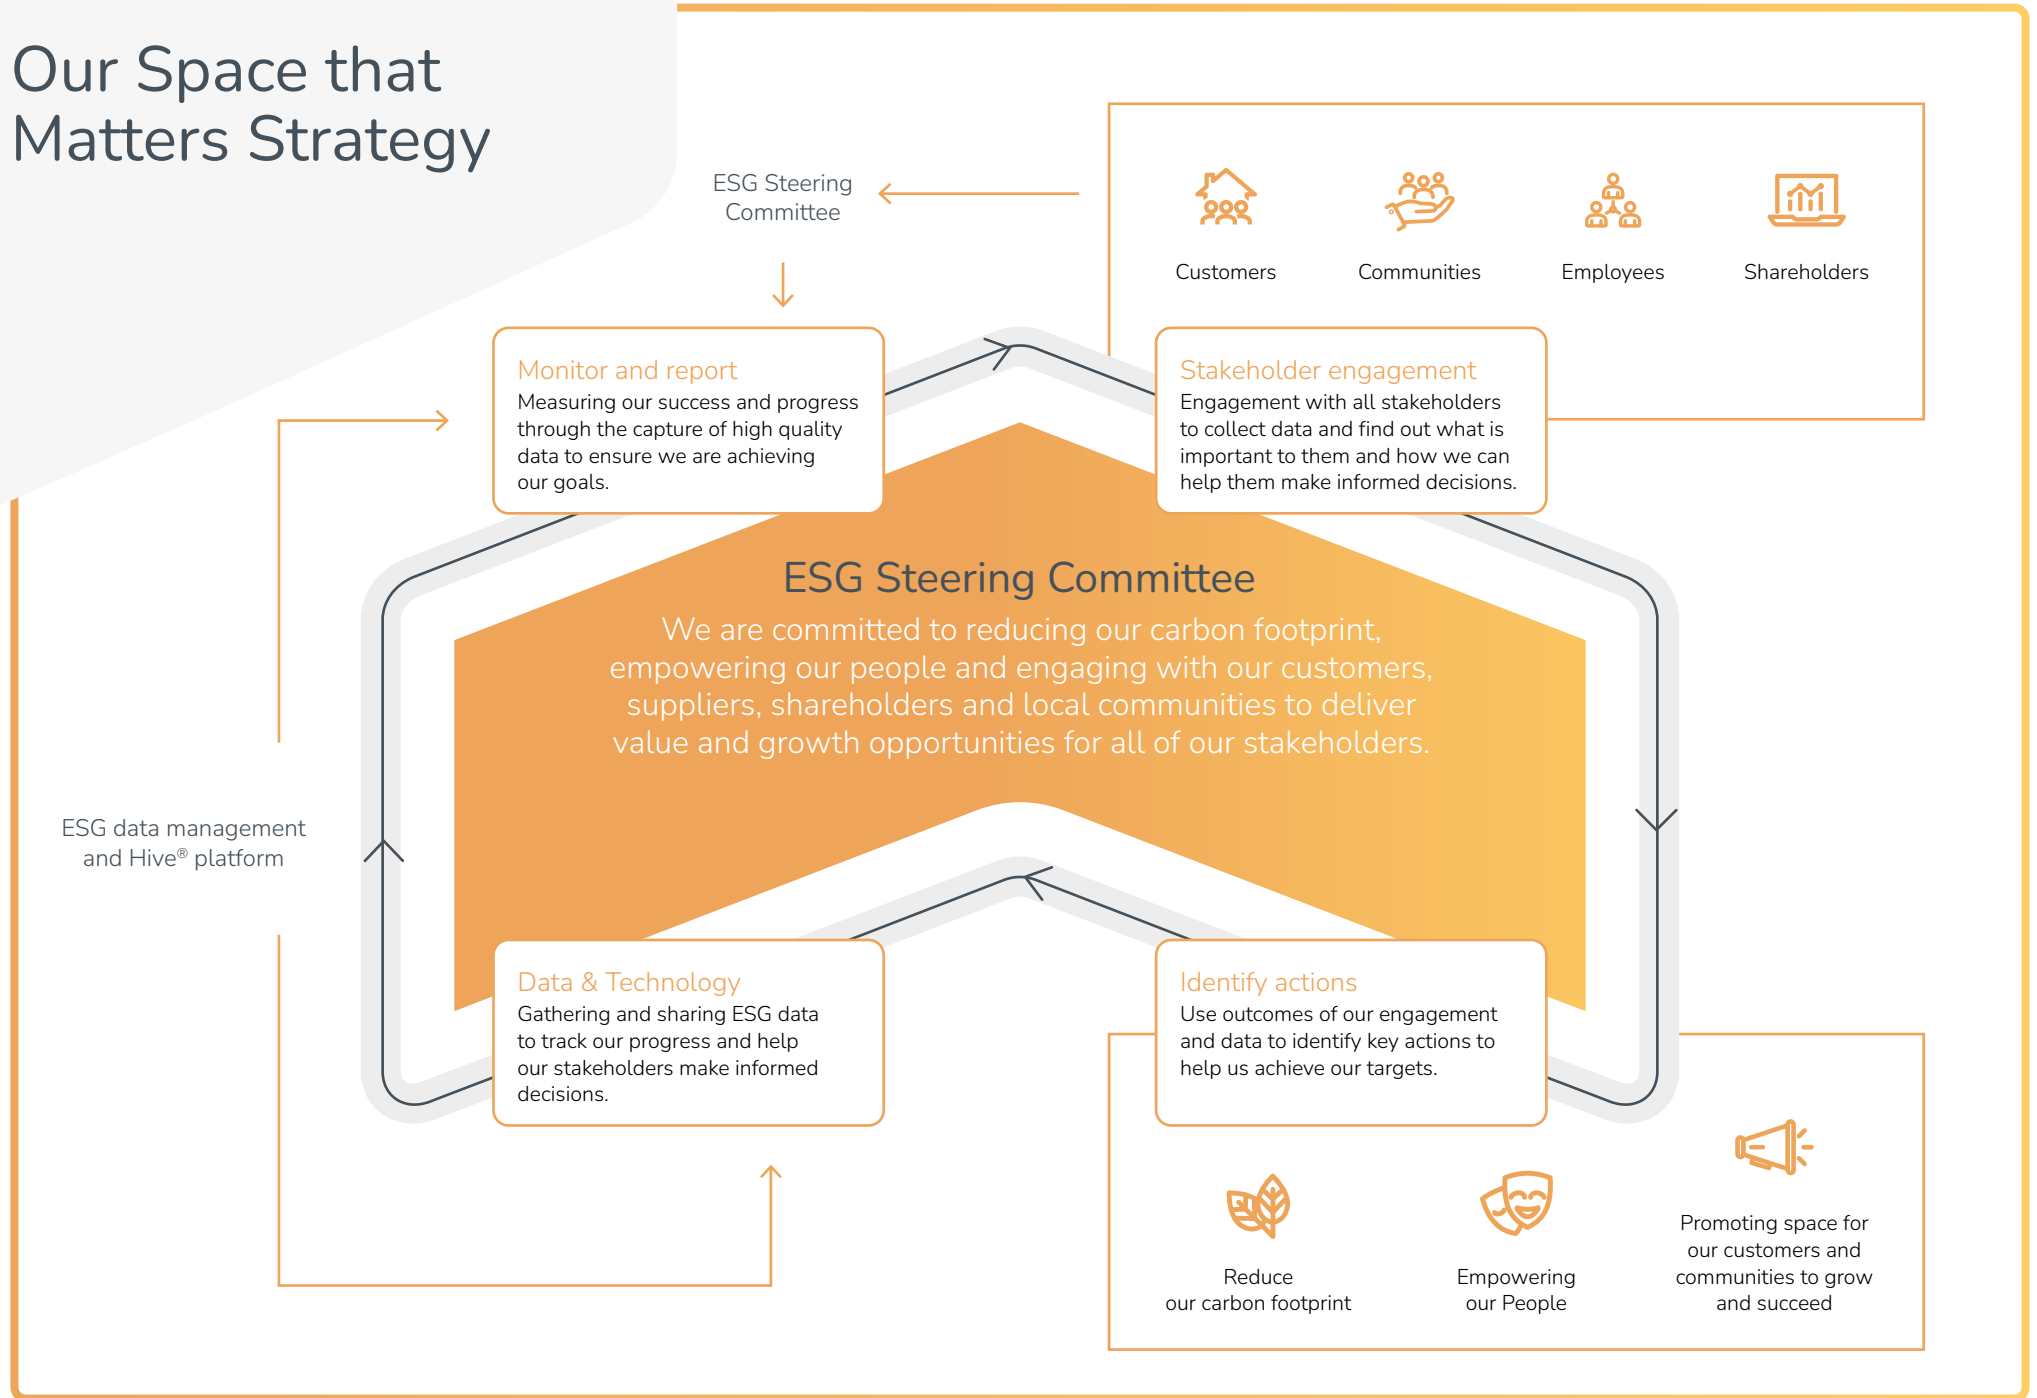 Our Space that
Matters Strategy
ESG Steering
Committee
Customers
Communities
Employees
Shareholders
Monitor and report
Measuring our success and progress
through the capture of high quality
data to ensure we are achieving
our goals.
Stakeholder engagement
Engagement with all stakeholders
to collect data and find out what is
important to them and how we can
help them make informed decisions.
ESG Steering Committee
We are committed to reducing our carbon footprint,
empowering our people and engaging with our customers,
suppliers, shareholders and local communities to deliver
value and growth opportunities for all of our stakeholders.
ESG data management
and Hive® platform
Data & Technology
Gathering and sharing ESG data
to track our progress and help
our stakeholders make informed
decisions.
Identify actions
Use outcomes of our engagement
and data to identify key actions to
help us achieve our targets.
Reduce
our carbon footprint
Empowering
our People
Promoting space for
our customers and
communities to grow
and succeed